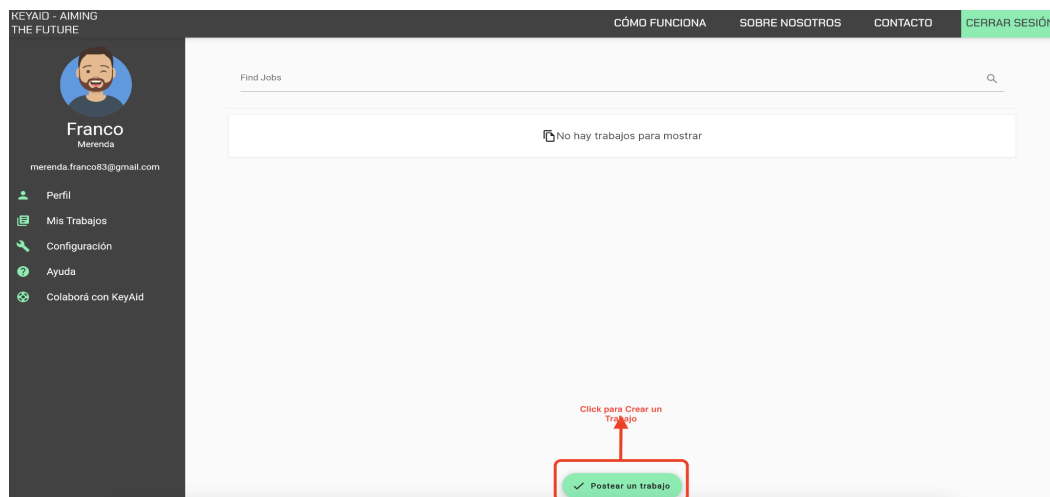 KEYAID - AIMING
THE FUTURE
CÓMO FUNCIONA
SOBRE NOSOTROS
CONTACTO
CERRAR SESIÓN
Find Jobs
Franco
Merenda
merenda.franco83@gmail.com
No hay trabajos para mostrar
Perfil
Mis Trabajos
Configuración
Ayuda
Colaborá con KeyAid
Click para Crear un
Trabajo
Postear un trabajo